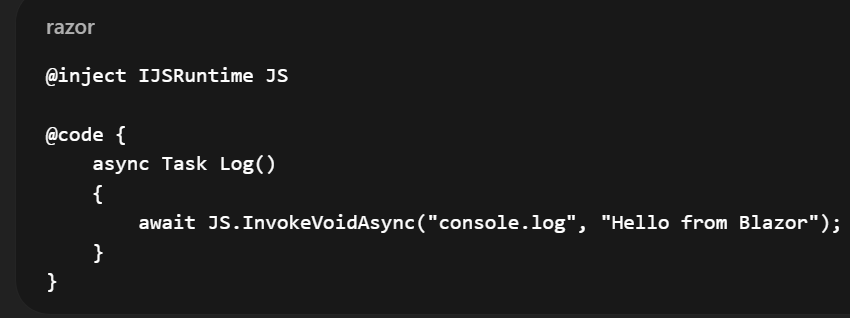 razor
@inject IJSRuntime JS
@code {
    async Task Log()
    {
        await JS.InvokeVoidAsync("console.log", "Hello from Blazor");
    }
}